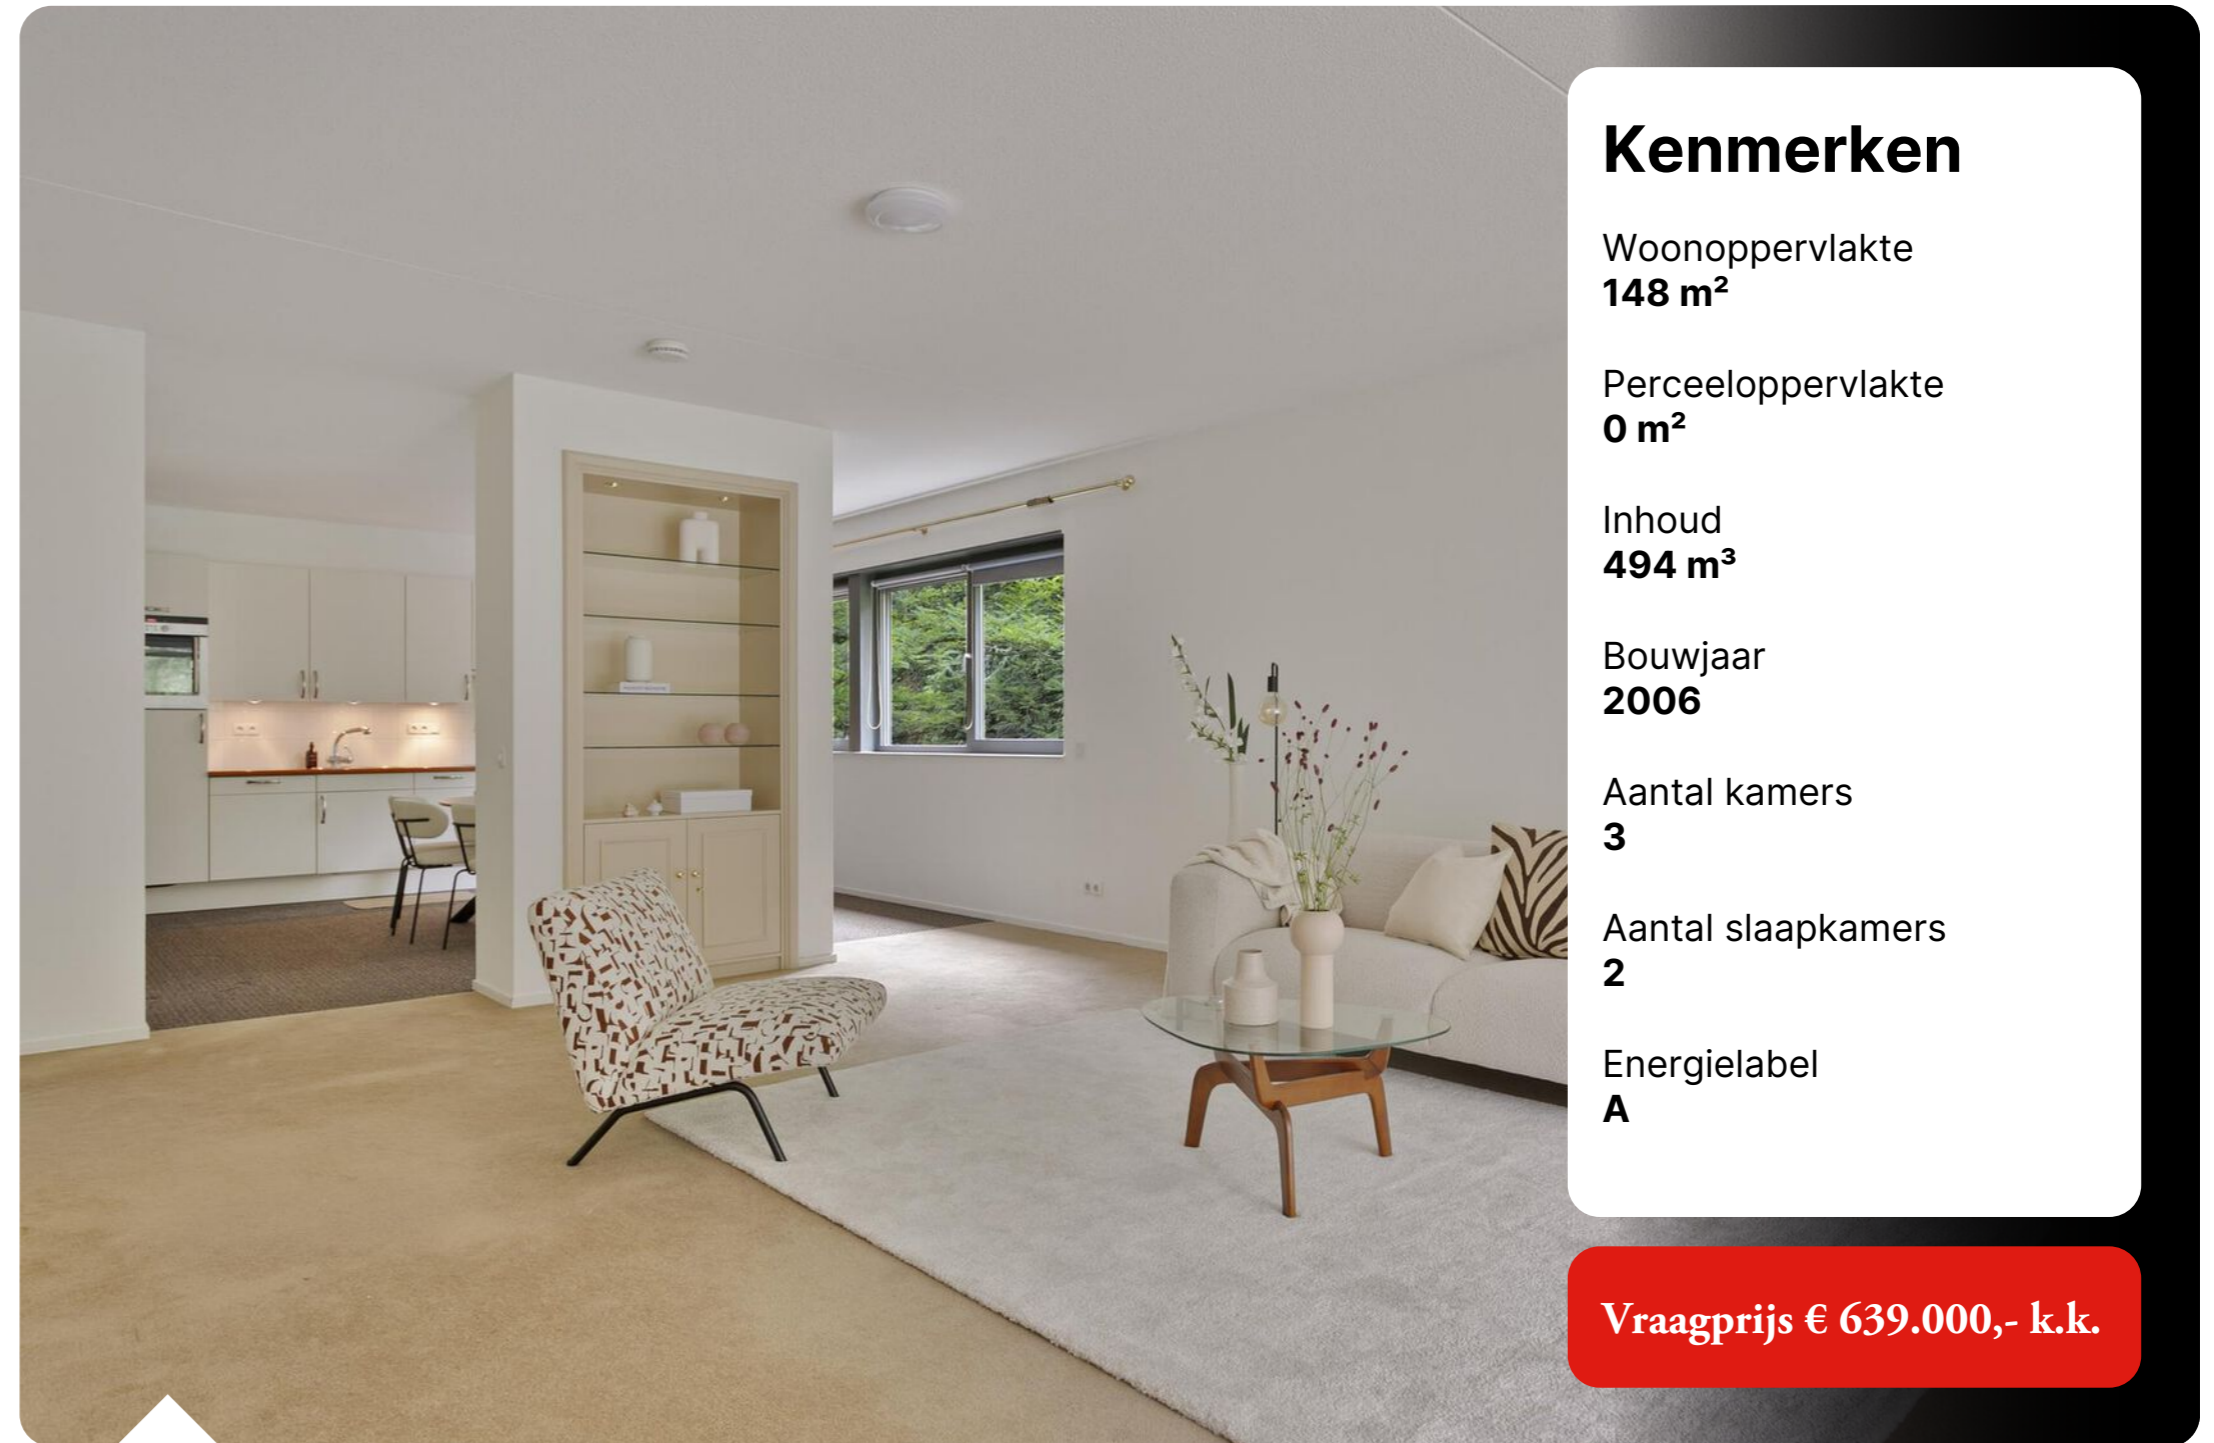 Kenmerken
Woonoppervlakte
148 m²
Perceeloppervlakte
0 m²
Inhoud
494 m³
Bouwjaar
2006
Aantal kamers
3
Aantal slaapkamers
2
Energielabel
A
Vraagprijs € 639.000,- k.k.